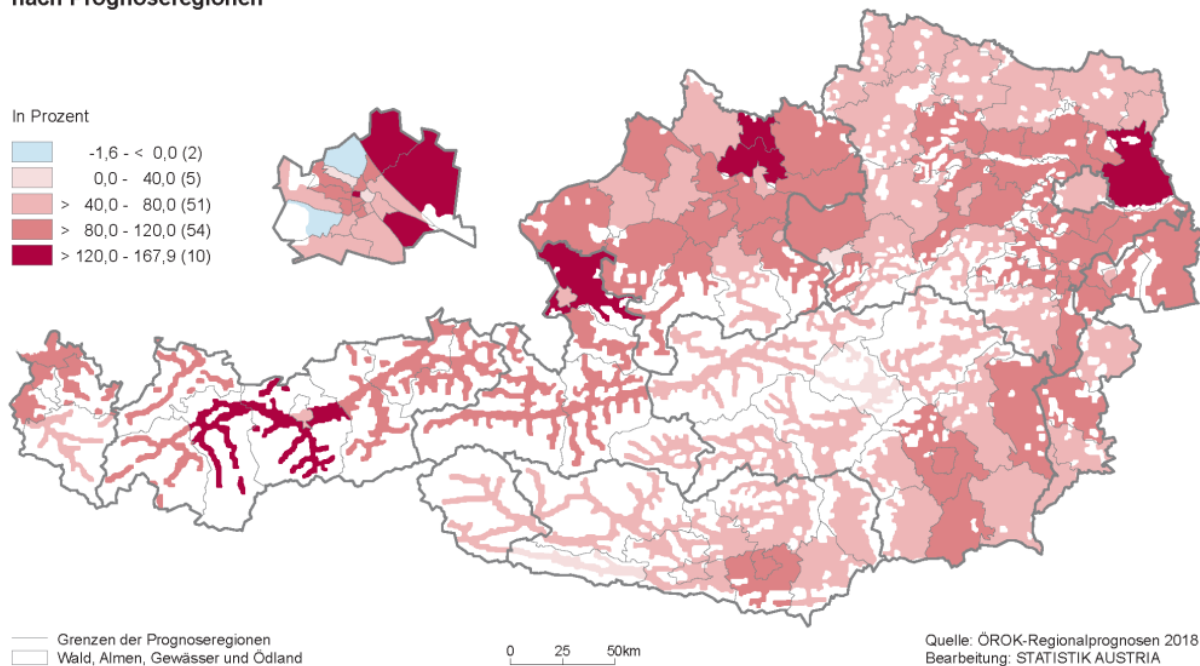 nach Prognoseregionen
In Prozent
-1,6 - < 0,0 (2)
0,0 - 40,0 (5)
> 40,0 - 80,0 (51)
> 80,0 - 120,0 (54)
> 120,0 - 167,9 (10)
Grenzen der Prognoseregionen
Wald, Almen, Gewässer und Ödland
0 25 50km
Quelle: ÖROK-Regionalprognosen 2018
Bearbeitung: STATISTIK AUSTRIA